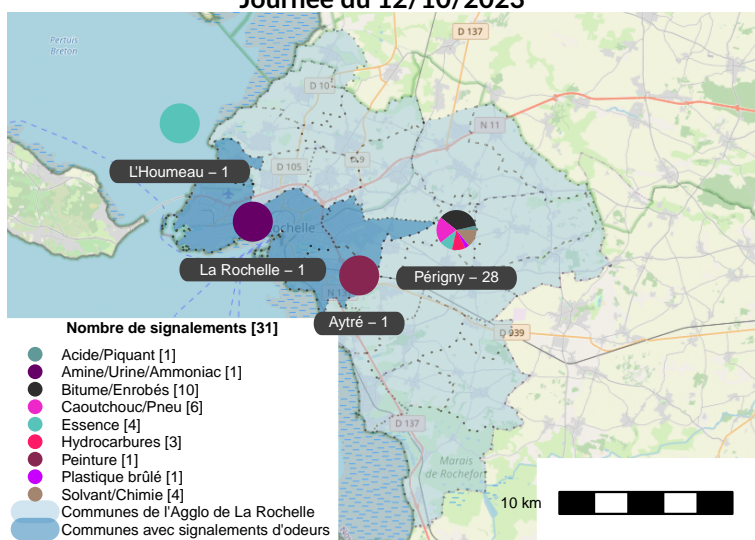 Journée du 12/10/2023
Pertuis
Breton
D 137
D 10
N 11
D 9
D 105
L'Houmeau – 1
ochelle
La Rochelle – 1
Périgny – 28
N 13
Aytré – 1
D 939
Nombre de signalements [31]
Acide/Piquant [1]
Amine/Urine/Ammoniac [1]
Bitume/Enrobés [10]
Caoutchouc/Pneu [6]
Essence [4]
Hydrocarbures [3]
Peinture [1]
Plastique brûlé [1]
Solvant/Chimie [4]
Communes de l'Agglo de La Rochelle
Communes avec signalements d'odeurs
D 137
Marais
de Rochefort
10 km